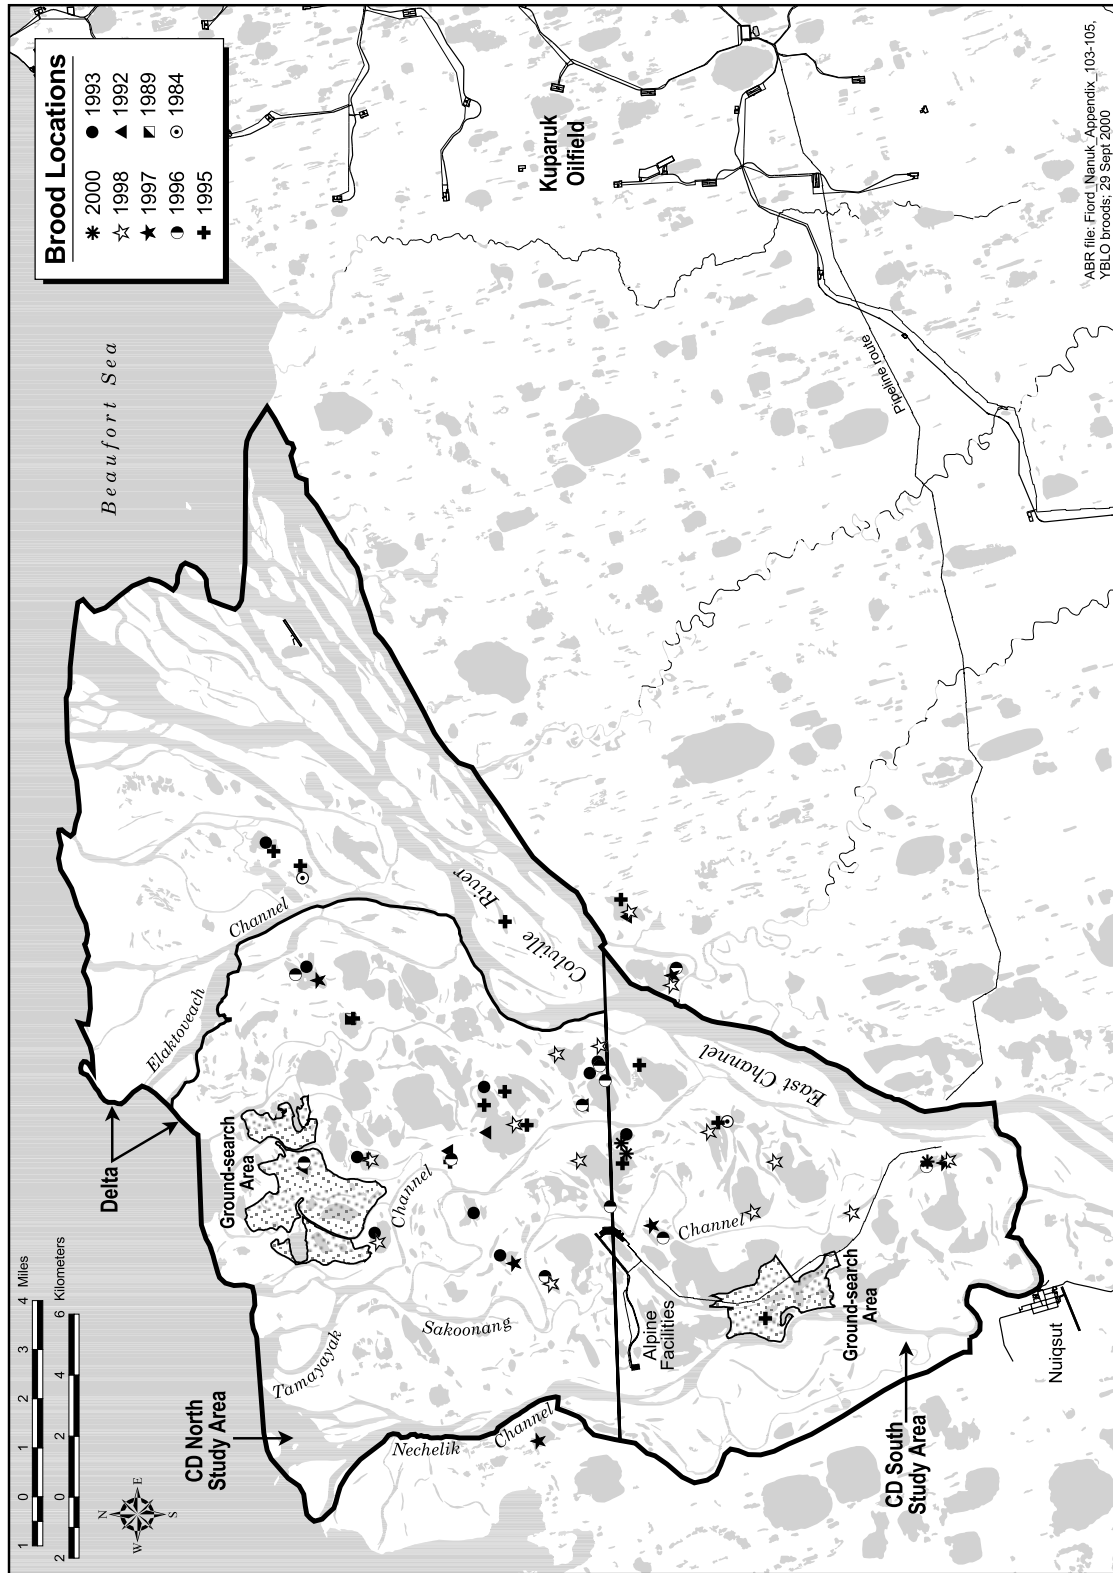 Brood Locations
2000
1998
1997
1996
1995
1993
1992
1989
1984
Beaufort Sea
Kuparuk
Oilfield
ABR file: Fiord_Nanuk_Appendix_103-105,
YBLO broods; 29 Sept 2000
Pipeline route
Elaktoveach
Channel
Colville
River
East Channel
Delta
Ground-search
Area
Channel
Sakoonang
Tamayayak
CD North
Study Area
Nechelik
Channel
Alpine
Facilities
Channel
Ground-search
Area
CD South
Study Area
Nuiqsut
1 0 1 2 3 4 Miles
2 0 2 4 6 Kilometers
N
E
S
W